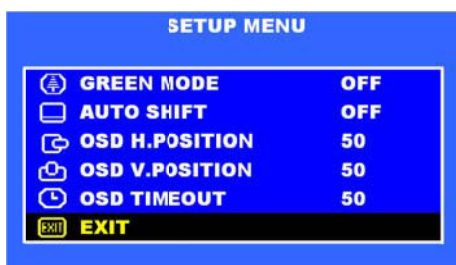 SETUP MENU
GREEN MODE OFF
AUTO SHIFT OFF
OSD H.POSITION 50
OSD V.POSITION 50
OSD TIMEOUT 50
EXIT EXIT